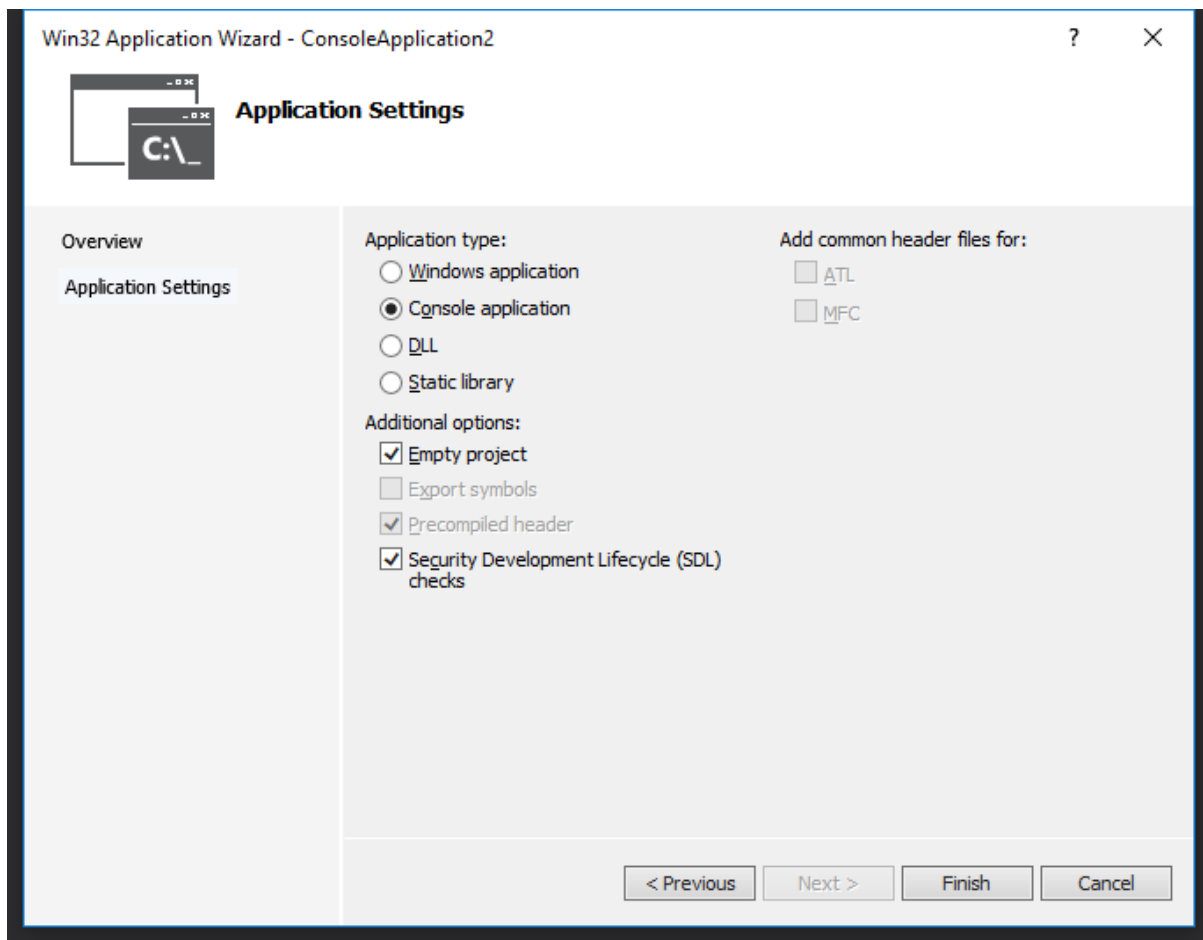 Win32 Application Wizard - ConsoleApplication2
?
C:\_
Application Settings
Overview
Application Settings
Application type:
Windows application
Console application
DLL
Static library
Additional options:
Empty project
Export symbols
Precompiled header
Security Development Lifecycle (SDL)
checks
Add common header files for:
ATL
MFC
< Previous
Next >
Finish
Cancel